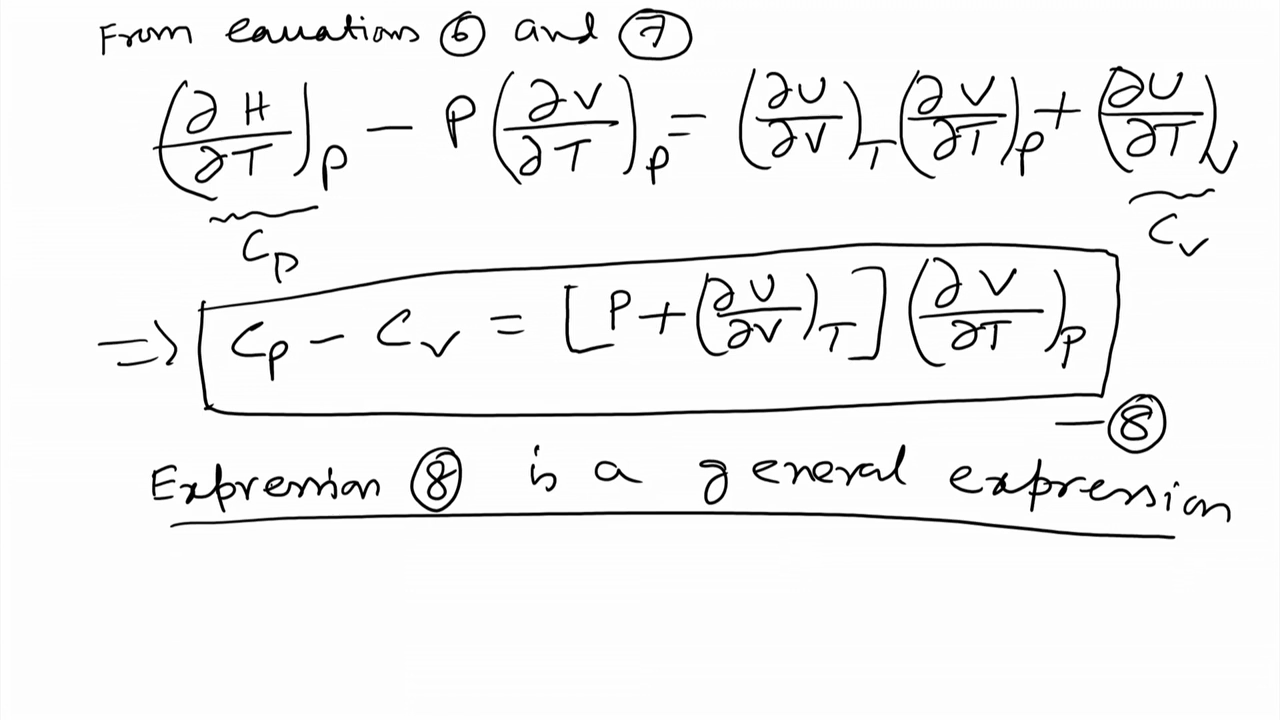 From equations ⑥ and ⑦
(∂H/∂T)_P − P(∂V/∂T)_P = (∂U/∂V)_T (∂V/∂T)_P + (∂U/∂T)_V
C_P C_V
⇒ C_P − C_V = [P + (∂U/∂V)_T] (∂V/∂T)_P
— ⑧
Expression ⑧ is a general expression